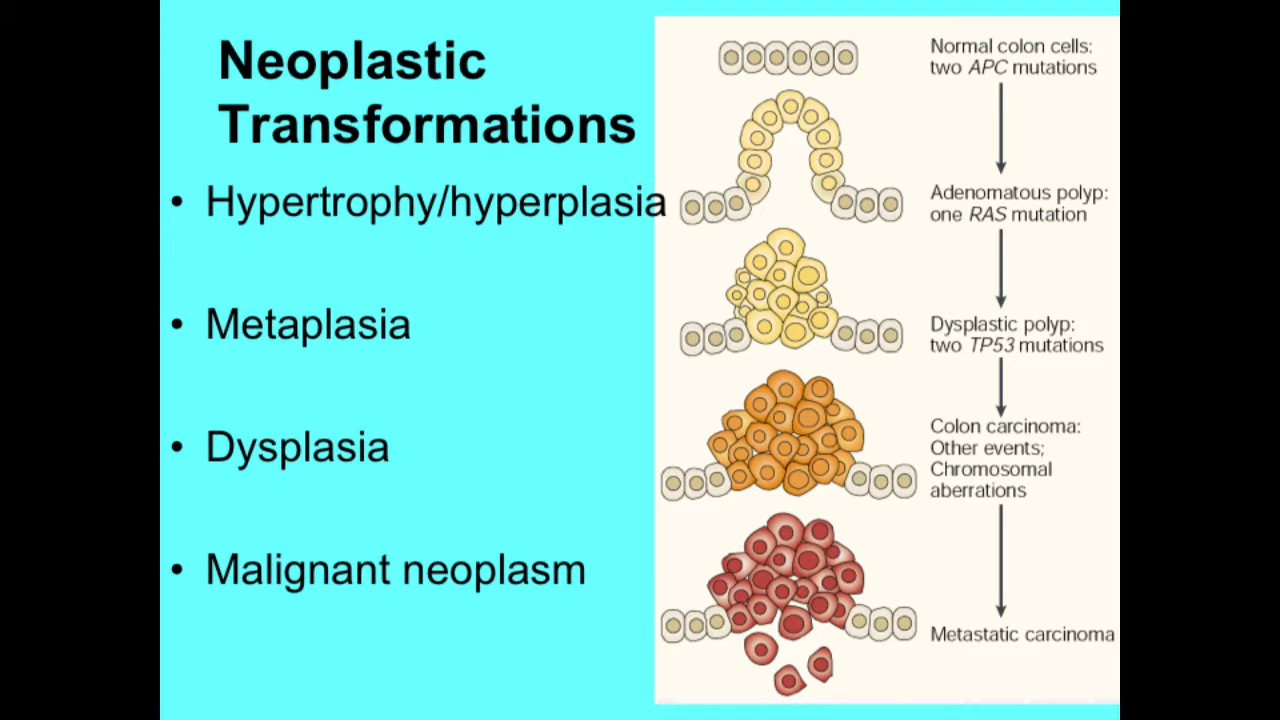 Neoplastic
Transformations
• Hypertrophy/hyperplasia
• Metaplasia
• Dysplasia
• Malignant neoplasm
Normal colon cells:
two APC mutations
Adenomatous polyp:
one RAS mutation
Dysplastic polyp:
two TP53 mutations
Colon carcinoma:
Other events;
Chromosomal
aberrations
Metastatic carcinoma